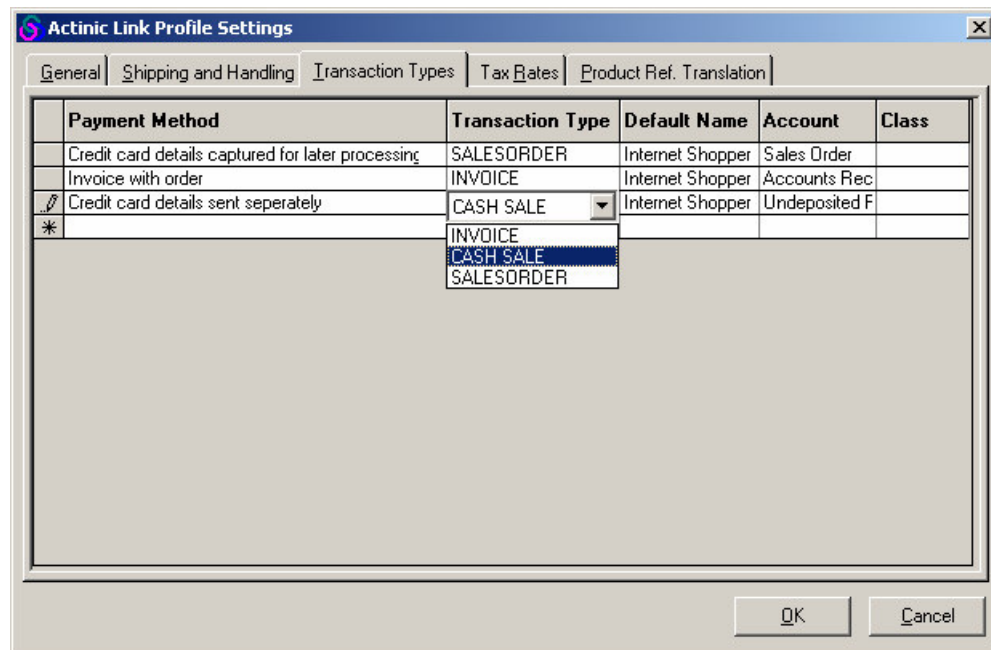 Actinic Link Profile Settings
General Shipping and Handling Transaction Types Tax Rates Product Ref. Translation
Payment Method Transaction Type Default Name Account Class
Credit card details captured for later processing SALESORDER Internet Shopper Sales Order
Invoice with order INVOICE Internet Shopper Accounts Rec
Credit card details sent seperately CASH SALE Internet Shopper Undeposited F
INVOICE
CASH SALE
SALESORDER
OK Cancel